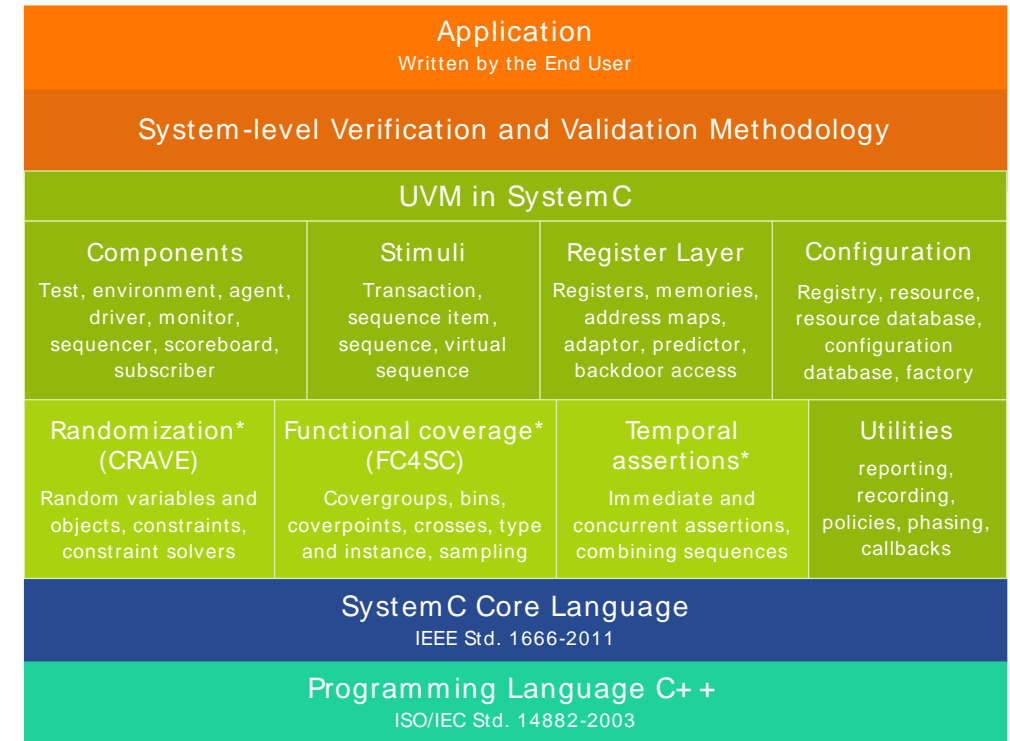 Application
Written by the End User
System-level Verification and Validation Methodology
UVM in SystemC
Components
Test, environment, agent,
driver, monitor,
sequencer, scoreboard,
subscriber
Stimuli
Transaction,
sequence item,
sequence, virtual
sequence
Register Layer
Registers, memories,
address maps,
adaptor, predictor,
backdoor access
Configuration
Registry, resource,
resource database,
configuration
database, factory
Randomization*
(CRAVE)
Random variables and
objects, constraints,
constraint solvers
Functional coverage*
(FC4SC)
Covergroups, bins,
coverpoints, crosses, type
and instance, sampling
Temporal
assertions*
Immediate and
concurrent assertions,
combining sequences
Utilities
reporting,
recording,
policies, phasing,
callbacks
SystemC Core Language
IEEE Std. 1666-2011
Programming Language C++
ISO/IEC Std. 14882-2003